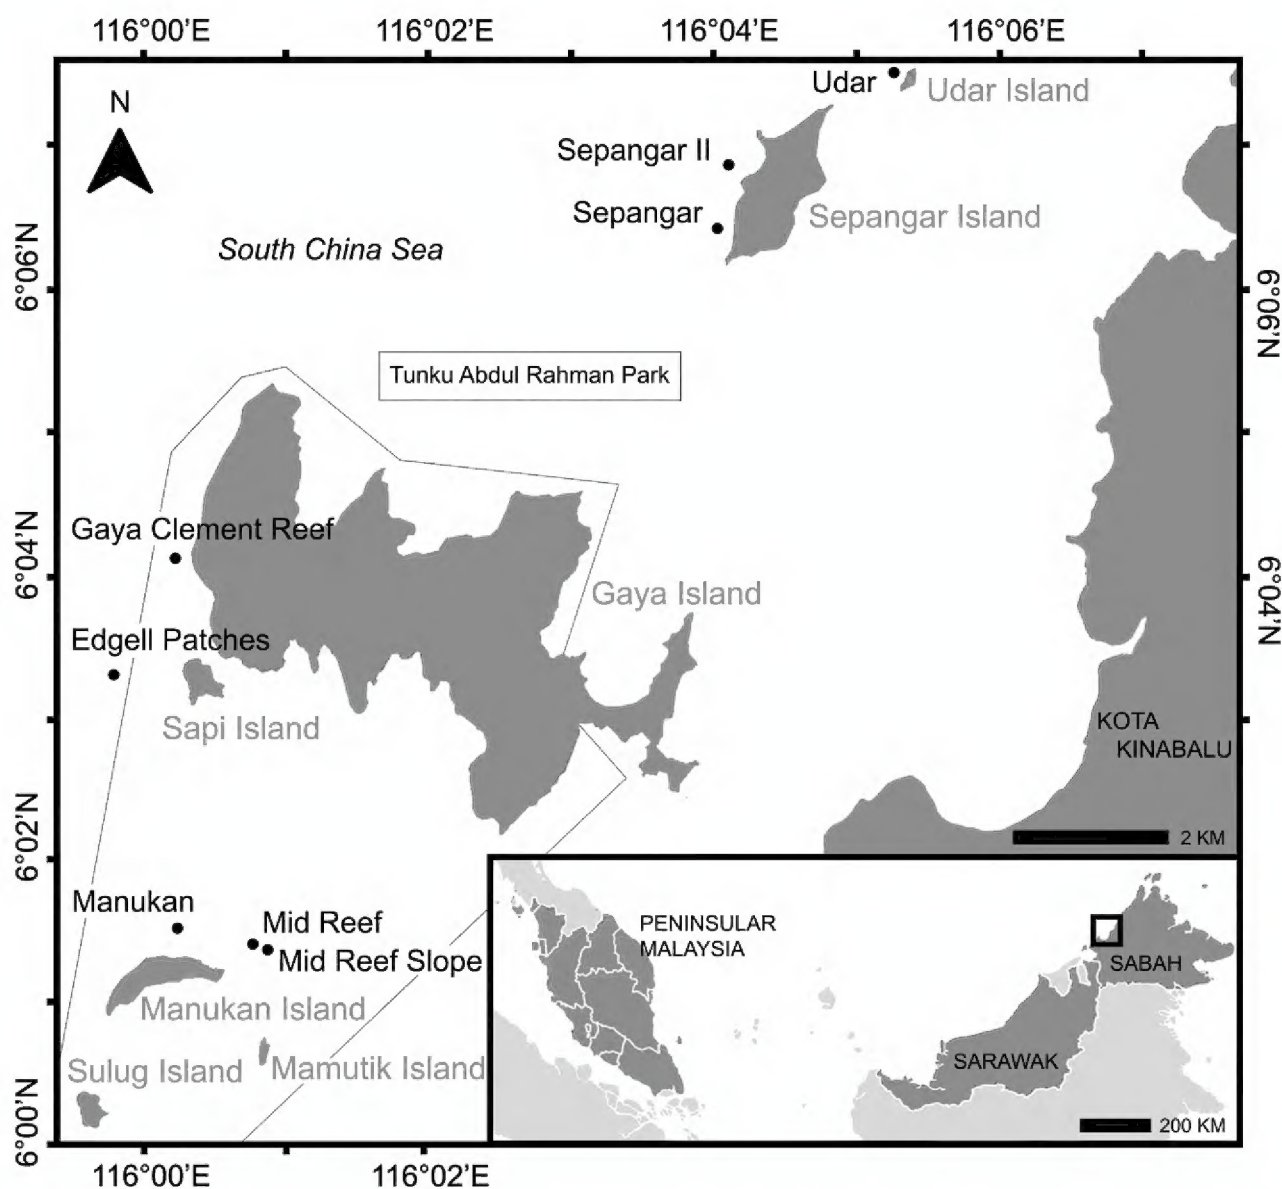 116°00'E 116°02'E 116°04'E 116°06'E
N
Udar
Udar Island
Sepangar II
Sepangar
Sepangar Island
South China Sea
6°06'N
6°06'N
Tunku Abdul Rahman Park
Gaya Clement Reef
6°04'N
6°04'N
Gaya Island
Edgell Patches
Sapi Island
KOTA
KINABALU
2 KM
6°02'N
Manukan
Mid Reef
Mid Reef Slope
Manukan Island
Sulug Island
Mamutik Island
6°00'N
PENINSULAR
MALAYSIA
SABAH
SARAWAK
200 KM
116°00'E 116°02'E